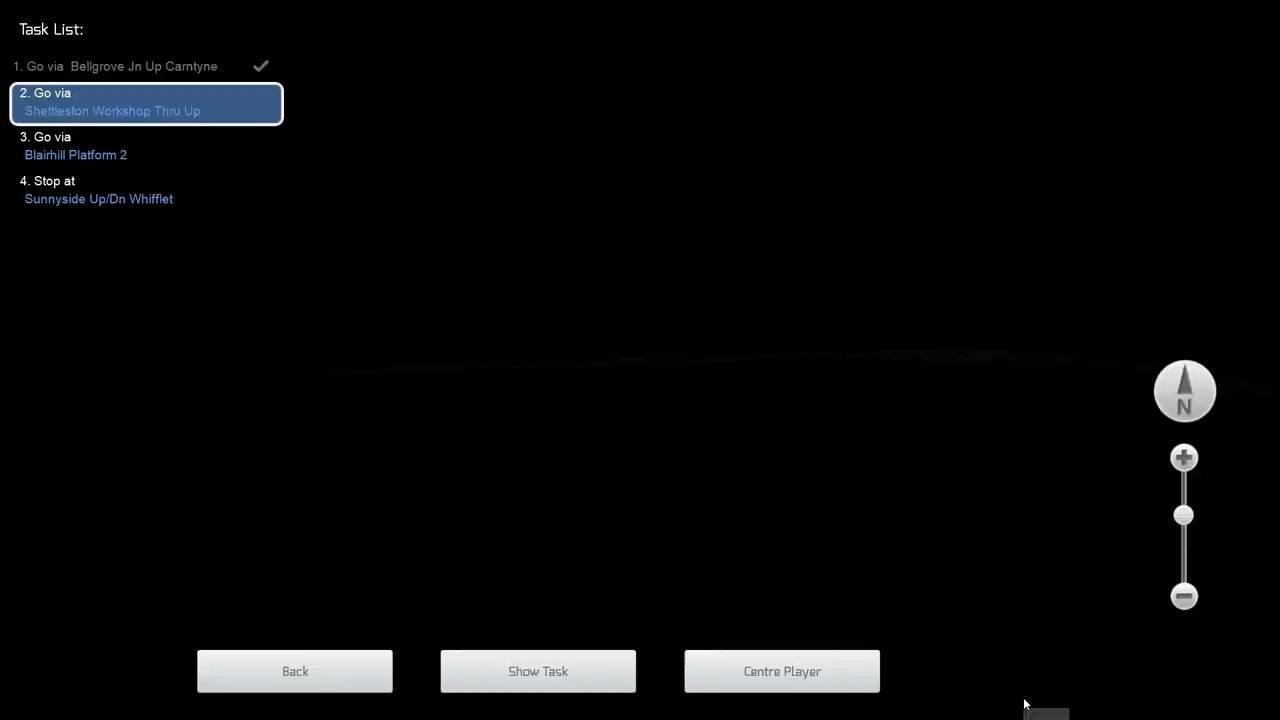 Task List:
1. Go via Bellgrove Jn Up Carntyne
2. Go via
Shettleston Workshop Thru Up
3. Go via
Blairhill Platform 2
4. Stop at
Sunnyside Up/Dn Whifflet
N
Back
Show Task
Centre Player